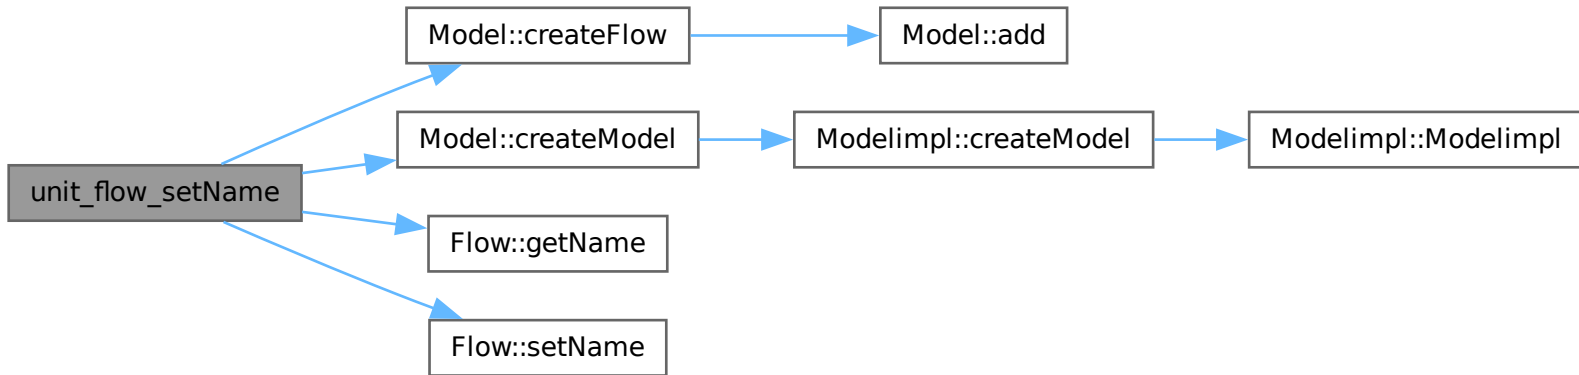 Model::createFlow
Model::add
Model::createModel
Modelimpl::createModel
Modelimpl::Modelimpl
unit_flow_setName
Flow::getName
Flow::setName